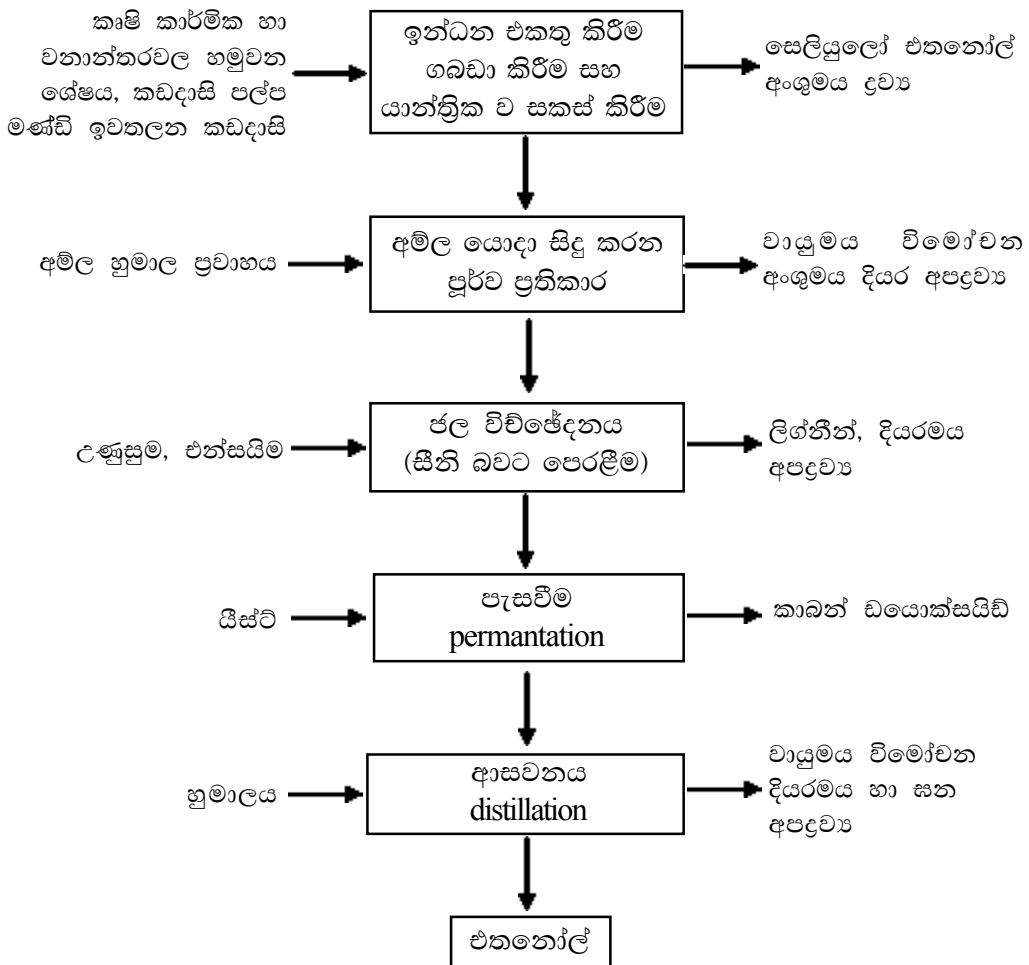 කෘෂි කාර්මික හා
වනාන්තරවල හමුවන
ශේෂය, කඩදාසි පල්ප
මණ්ඩි ඉවතලන කඩදාසි
ඉන්ධන එකතු කිරීම
ගබඩා කිරීම සහ
යාන්ත්‍රික ව සකස් කිරීම
සෙලියුලෝ එතනෝල්
අංශුමය ද්‍රව්‍ය
අම්ල හුමාල ප්‍රවාහය
අම්ල යොදා සිදු කරන
පූර්ව ප්‍රතිකාර
වායුමය විමෝචන
අංශුමය දියර අපද්‍රව්‍ය
උණුසුම, එන්සයිම
ජල විච්ඡේදනය
(සීනි බවට පෙරළීම)
ලිග්නීන්, දියරමය
අපද්‍රව්‍ය
යීස්ට්
පැසවීම
permantation
කාබන් ඩයොක්සයිඩ්
හුමාලය
ආසවනය
distillation
වායුමය විමෝචන
දියරමය හා ඝන
අපද්‍රව්‍ය
එතනෝල්